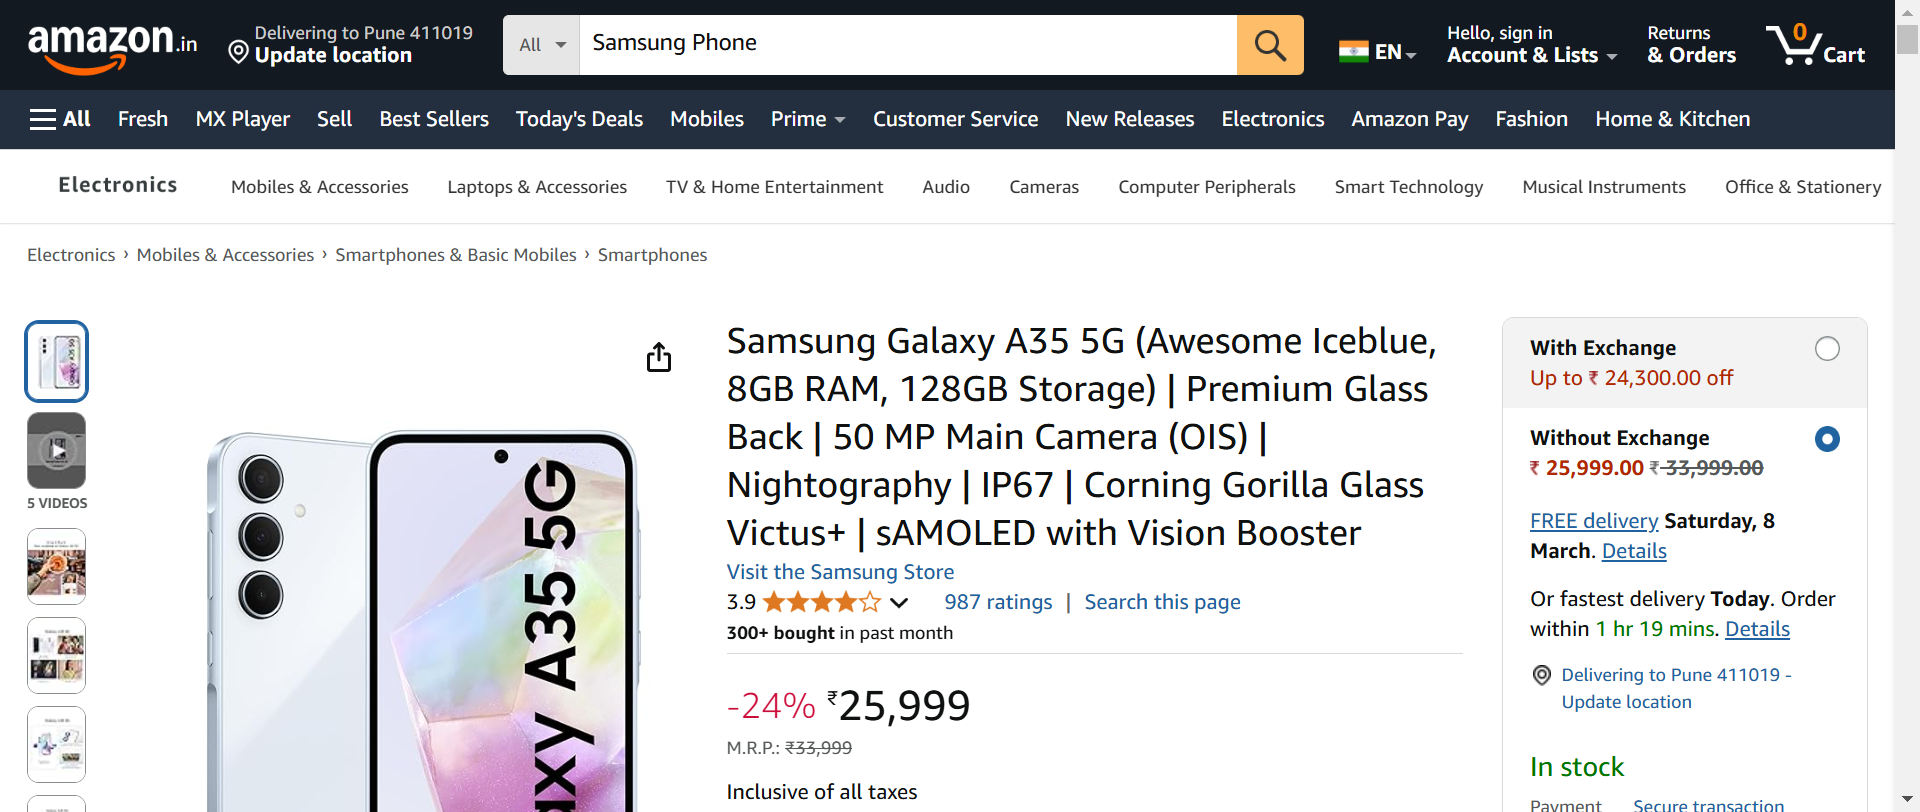 amazon.in
Delivering to Pune 411019
Update location
All
Samsung Phone
EN
Hello, sign in
Account & Lists
Returns
& Orders
0
Cart
All
Fresh
MX Player
Sell
Best Sellers
Today's Deals
Mobiles
Prime
Customer Service
New Releases
Electronics
Amazon Pay
Fashion
Home & Kitchen
Electronics
Mobiles & Accessories
Laptops & Accessories
TV & Home Entertainment
Audio
Cameras
Computer Peripherals
Smart Technology
Musical Instruments
Office & Stationery
Electronics › Mobiles & Accessories › Smartphones & Basic Mobiles › Smartphones
5 VIDEOS
axy A35 5G
Samsung Galaxy A35 5G (Awesome Iceblue,
8GB RAM, 128GB Storage) | Premium Glass
Back | 50 MP Main Camera (OIS) |
Nightography | IP67 | Corning Gorilla Glass
Victus+ | sAMOLED with Vision Booster
Visit the Samsung Store
3.9
987 ratings | Search this page
300+ bought in past month
-24% ₹25,999
M.R.P.: ₹33,999
Inclusive of all taxes
With Exchange
Up to ₹ 24,300.00 off
Without Exchange
₹ 25,999.00 ₹ 33,999.00
FREE delivery Saturday, 8
March. Details
Or fastest delivery Today. Order
within 1 hr 19 mins. Details
Delivering to Pune 411019 -
Update location
In stock
Payment
Secure transaction